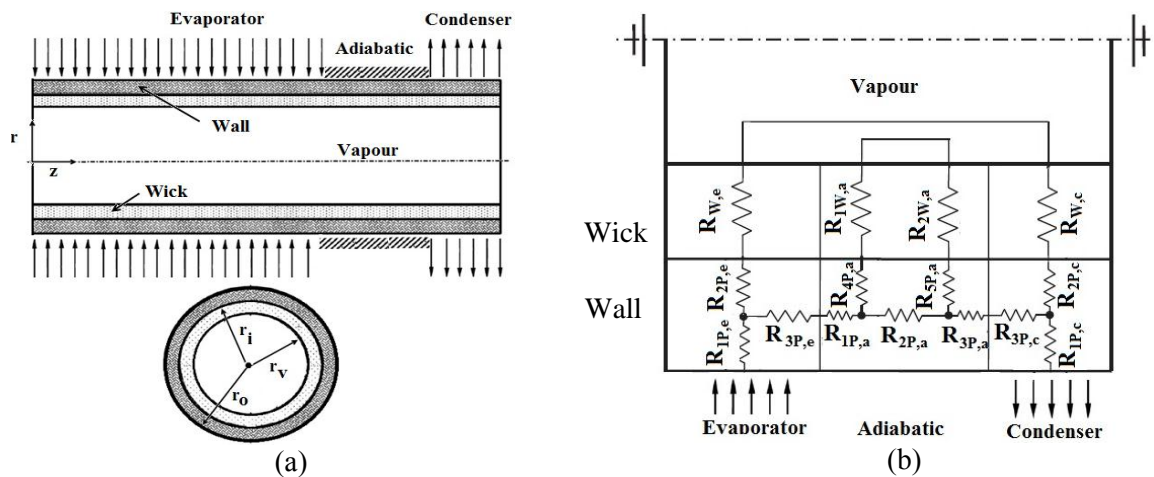 Evaporator
Condenser
Adiabatic
Wall
r
Vapour
z
Wick
r_i
r_v
r_o
(a)
Vapour
Wick
R_W,e
R_1W,a
R_2W,a
R_W,c
Wall
R_2P,e
R_4P,a
R_5P,a
R_2P,c
R_1P,e
R_3P,e
R_1P,a
R_2P,a
R_3P,a
R_3P,c
R_1P,c
Evaporator
Adiabatic
Condenser
(b)